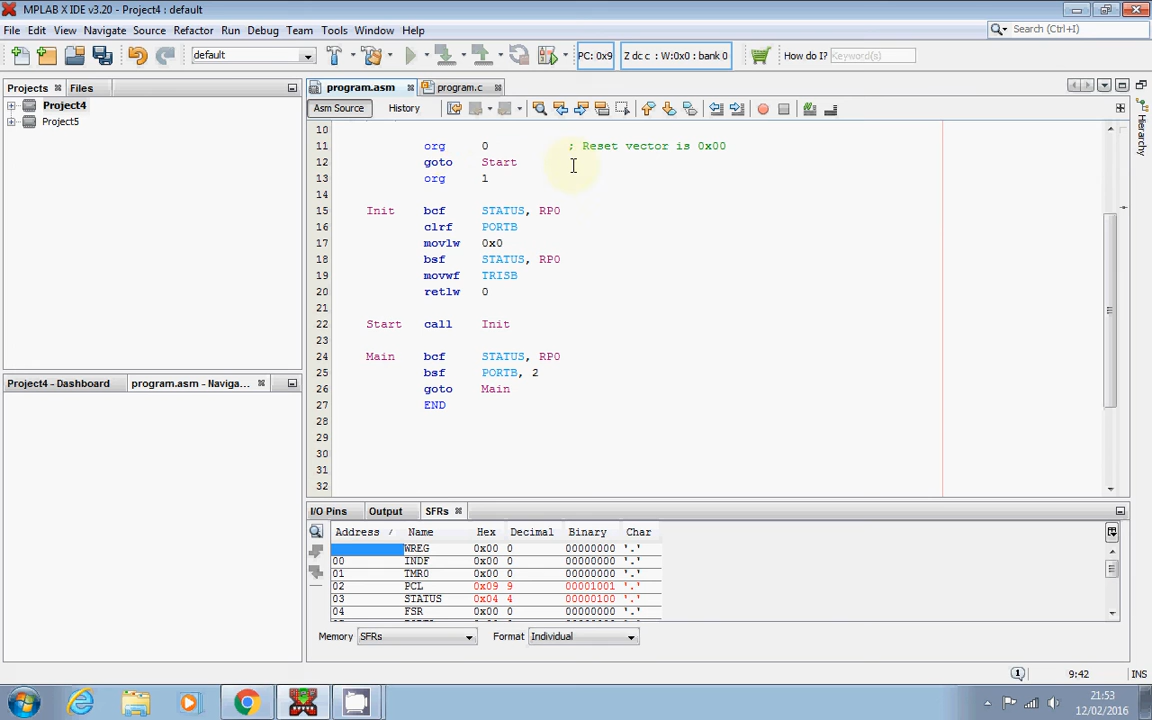 MPLAB X IDE v3.20 - Project4 : default
File Edit View Navigate Source Refactor Run Debug Team Tools Window Help
Search (Ctrl+I)
default
PC: 0x9
Z dc c : W:0x0 : bank 0
How do I? Keyword(s)
Projects Files
program.asm program.c
Project4
Project5
Asm Source History
10
11 org 0 ; Reset vector is 0x00
12 goto Start
13 org 1
14
15 Init bcf STATUS, RP0
16 clrf PORTB
17 movlw 0x0
18 bsf STATUS, RP0
19 movwf TRISB
20 retlw 0
21
22 Start call Init
23
24 Main bcf STATUS, RP0
25 bsf PORTB, 2
26 goto Main
27 END
28
29
30
31
32
Hierarchy
Project4 - Dashboard program.asm - Naviga...
I/O Pins Output SFRs
Address / Name Hex Decimal Binary Char
WREG 0x00 0 00000000 '.'
00 INDF 0x00 0 00000000 '.'
01 TMR0 0x00 0 00000000 '.'
02 PCL 0x09 9 00001001 '.'
03 STATUS 0x04 4 00000100 '.'
04 FSR 0x00 0 00000000 '.'
Memory SFRs Format Individual
1 9:42 INS
21:53
12/02/2016